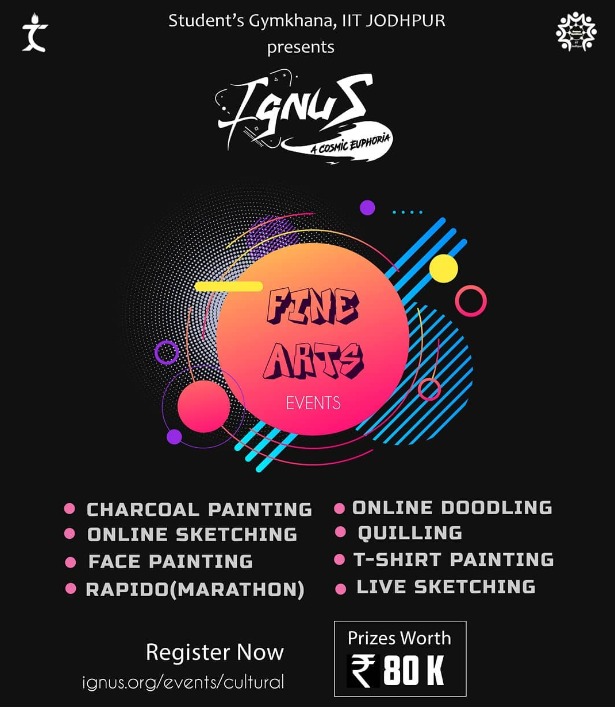 Student's Gymkhana, IIT JODHPUR
presents
IgnuS
A COSMIC EUPHORIA
FINE
ARTS
EVENTS
CHARCOAL PAINTING
ONLINE SKETCHING
FACE PAINTING
RAPIDO(MARATHON)
ONLINE DOODLING
QUILLING
T-SHIRT PAINTING
LIVE SKETCHING
Register Now
ignus.org/events/cultural
Prizes Worth
₹ 80 K